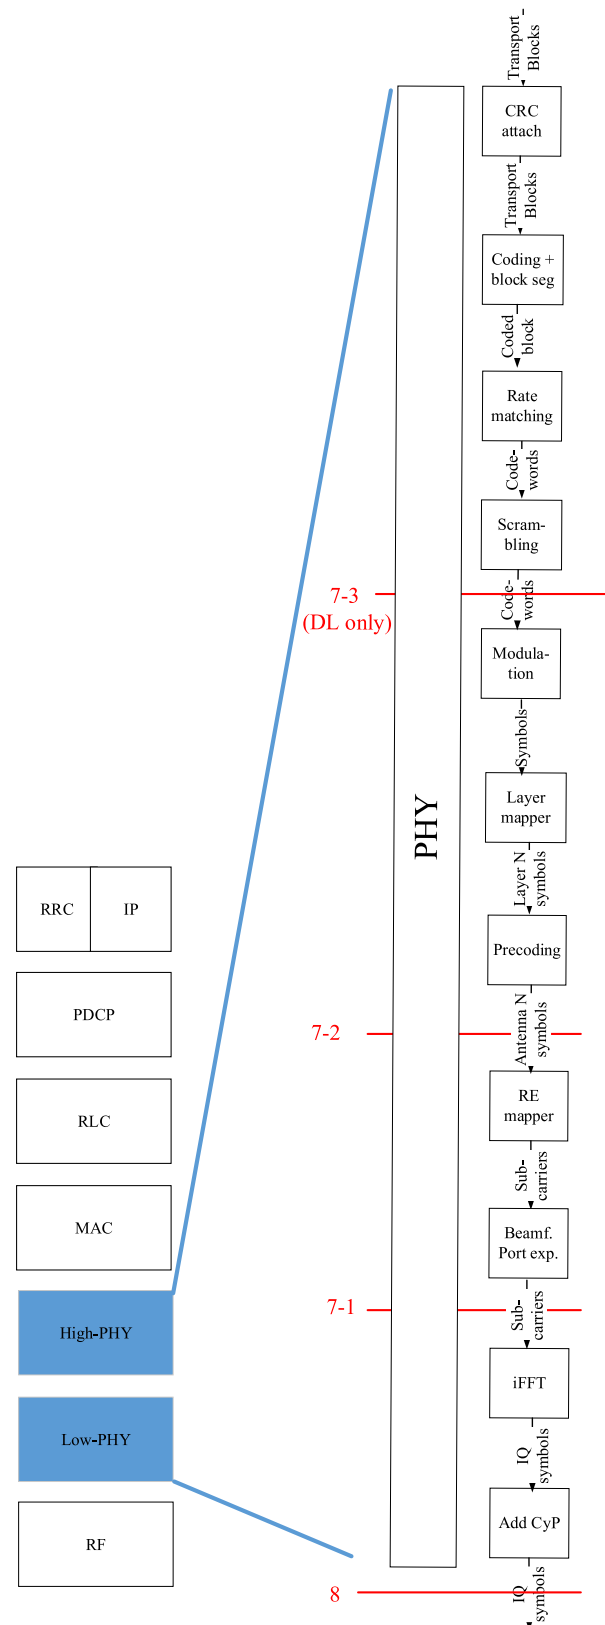 Transport
Blocks
CRC
attach
Transport
Blocks
Coding +
block seg
Coded
block
Rate
matching
Code-
words
Scram-
bling
7-3
(DL only)
Code-
words
Modula-
tion
Symbols
PHY
Layer
mapper
Layer N
symbols
RRC
IP
Precoding
PDCP
7-2
Antenna N
symbols
RE
mapper
RLC
Sub-
carriers
MAC
Beamf.
Port exp.
7-1
Sub-
carriers
High-PHY
iFFT
Low-PHY
IQ
symbols
Add CyP
RF
8
IQ
symbols